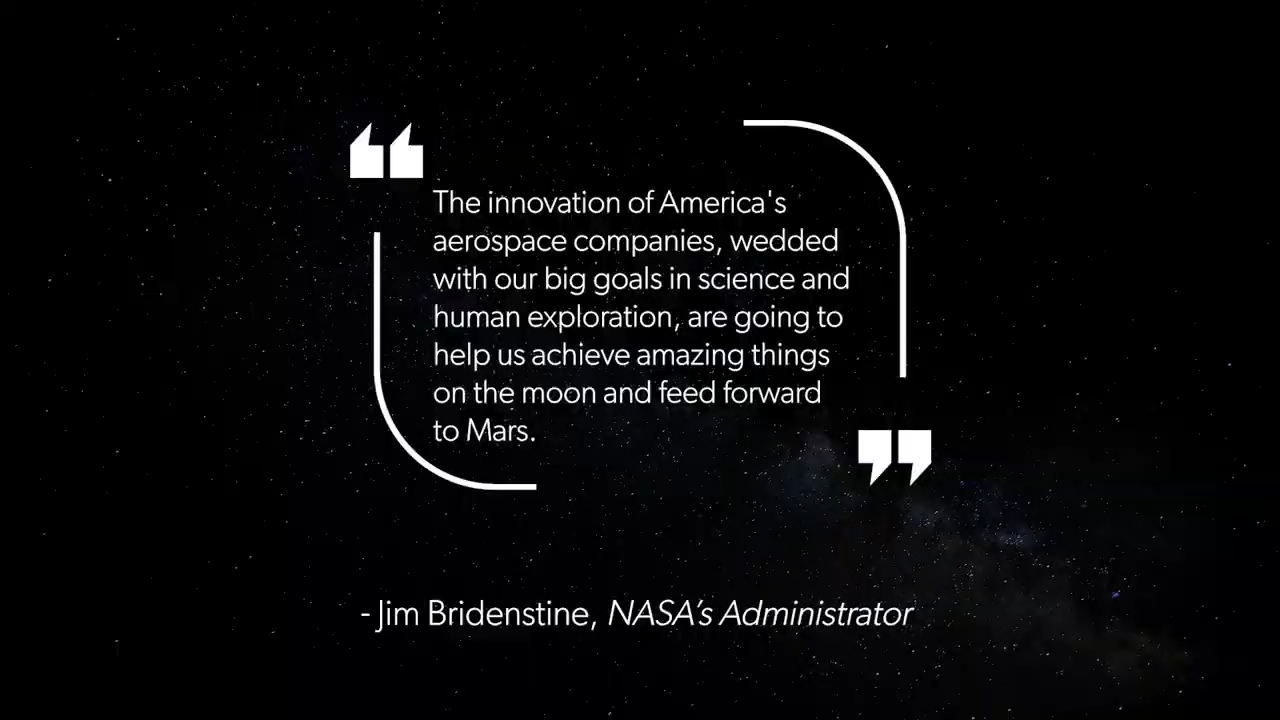 The innovation of America's
aerospace companies, wedded
with our big goals in science and
human exploration, are going to
help us achieve amazing things
on the moon and feed forward
to Mars.
- Jim Bridenstine, NASA's Administrator